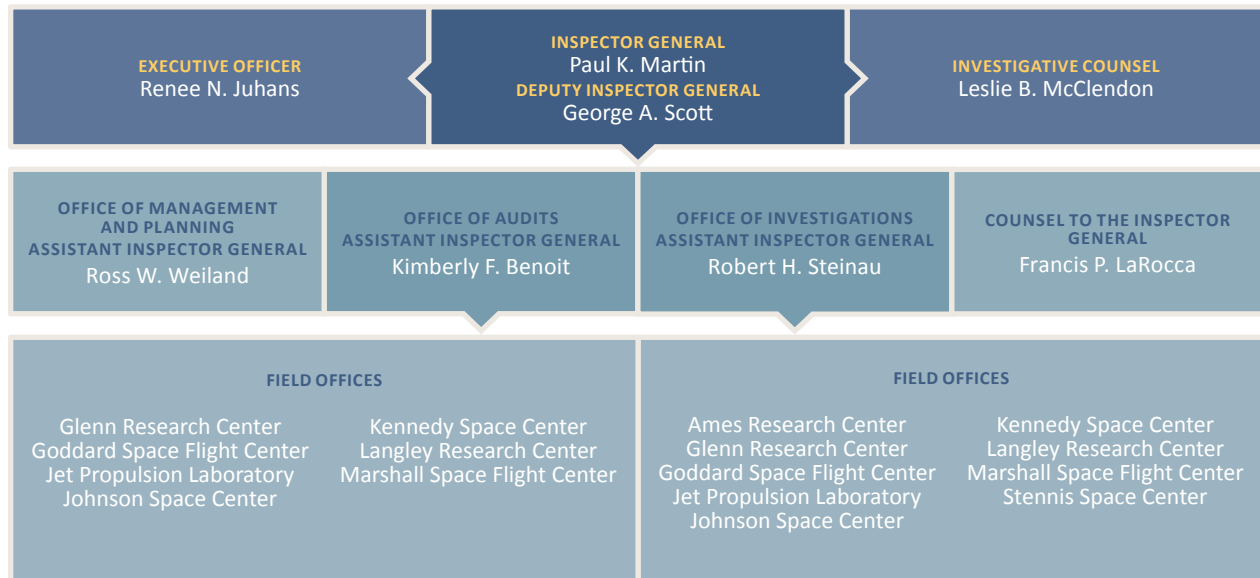 EXECUTIVE OFFICER
Renee N. Juhans
INSPECTOR GENERAL
Paul K. Martin
DEPUTY INSPECTOR GENERAL
George A. Scott
INVESTIGATIVE COUNSEL
Leslie B. McClendon
OFFICE OF MANAGEMENT
AND PLANNING
ASSISTANT INSPECTOR GENERAL
Ross W. Weiland
OFFICE OF AUDITS
ASSISTANT INSPECTOR GENERAL
Kimberly F. Benoit
OFFICE OF INVESTIGATIONS
ASSISTANT INSPECTOR GENERAL
Robert H. Steinau
COUNSEL TO THE INSPECTOR
GENERAL
Francis P. LaRocca
FIELD OFFICES
Glenn Research Center
Goddard Space Flight Center
Jet Propulsion Laboratory
Johnson Space Center
Kennedy Space Center
Langley Research Center
Marshall Space Flight Center
FIELD OFFICES
Ames Research Center
Glenn Research Center
Goddard Space Flight Center
Jet Propulsion Laboratory
Johnson Space Center
Kennedy Space Center
Langley Research Center
Marshall Space Flight Center
Stennis Space Center